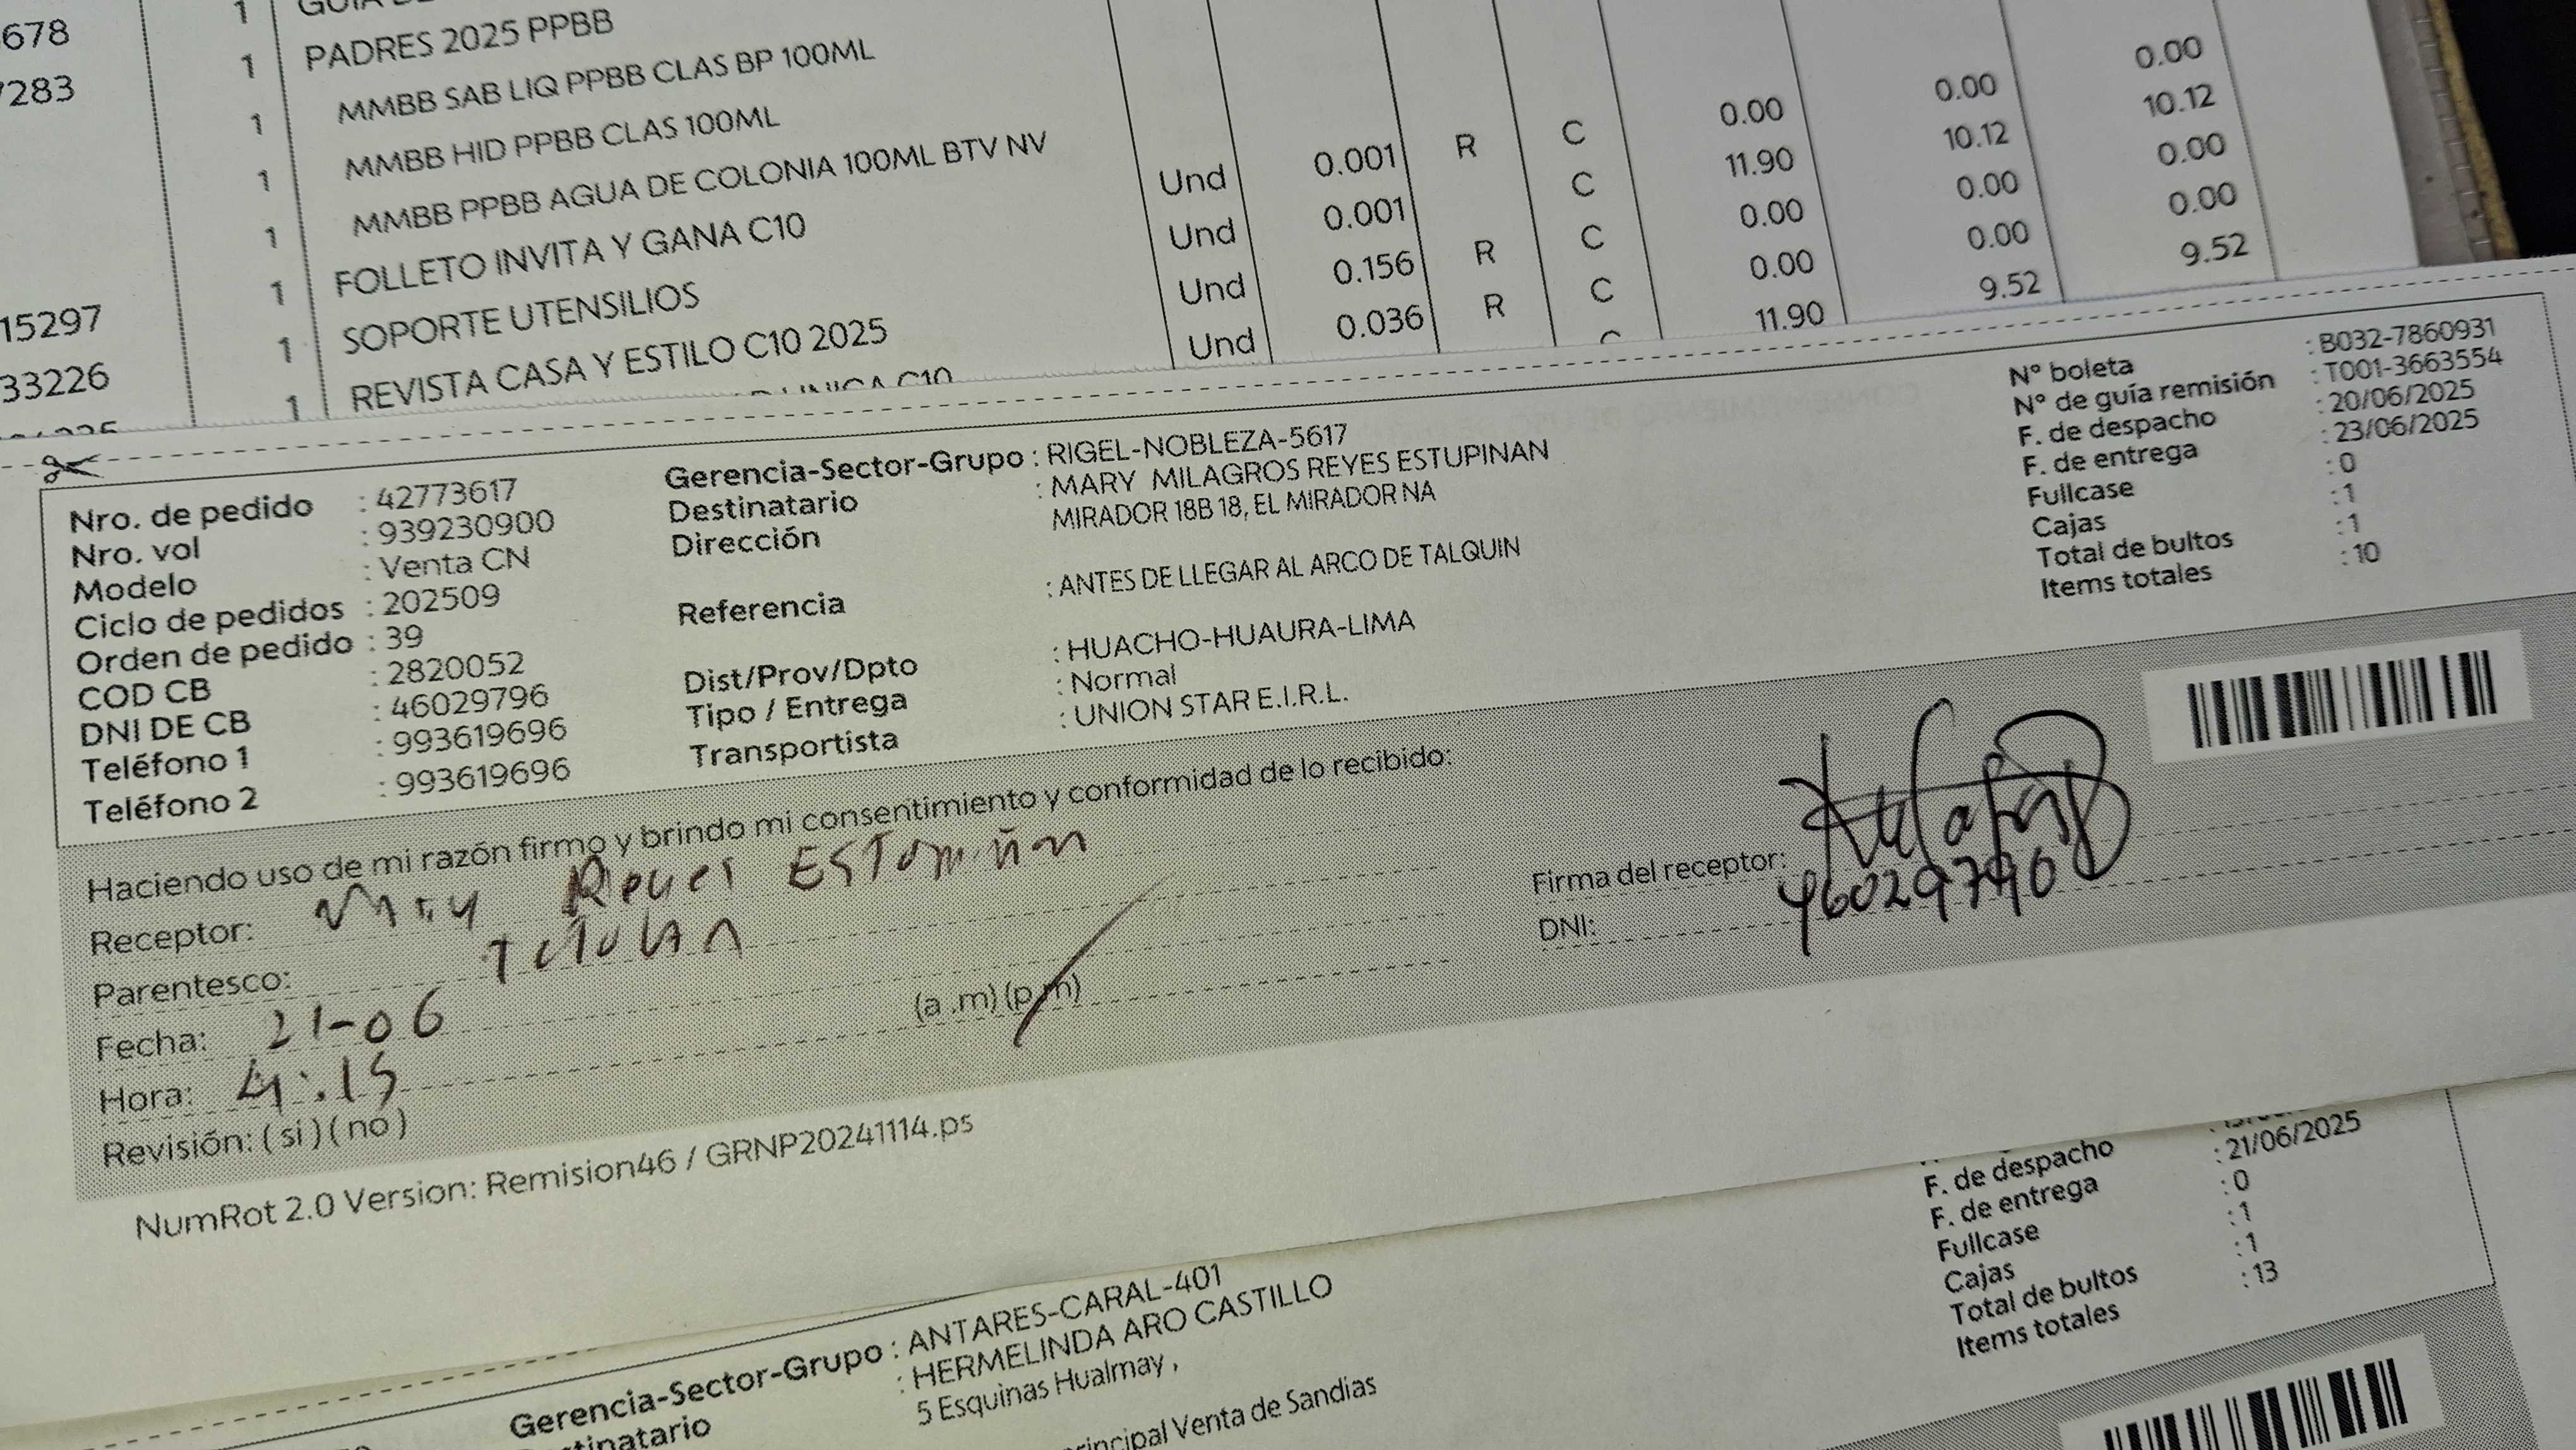 678 1
7283 1 PADRES 2025 PPBB
1 MMBB SAB LIQ PPBB CLAS BP 100ML
1 MMBB HID PPBB CLAS 100ML
1 MMBB PPBB AGUA DE COLONIA 100ML BTV NV
15297 1 FOLLETO INVITA Y GANA C10
33226 1 SOPORTE UTENSILIOS
1 REVISTA CASA Y ESTILO C10 2025
Und 0.001 R C 0.00 0.00 0.00
Und 0.001 C 11.90 10.12 10.12
Und 0.156 R C 0.00 0.00 0.00
Und 0.036 R C 0.00 0.00 0.00
11.90 9.52 9.52
Nro. de pedido : 42773617
Nro. vol : 939230900
Modelo : Venta CN
Ciclo de pedidos : 202509
Orden de pedido : 39
COD CB : 2820052
DNI DE CB : 46029796
Teléfono 1 : 993619696
Teléfono 2 : 993619696
Gerencia-Sector-Grupo : RIGEL-NOBLEZA-5617
Destinatario : MARY MILAGROS REYES ESTUPINAN
Dirección MIRADOR 18B 18, EL MIRADOR NA
Referencia : ANTES DE LLEGAR AL ARCO DE TALQUIN
Dist/Prov/Dpto : HUACHO-HUAURA-LIMA
Tipo / Entrega : Normal
Transportista : UNION STAR E.I.R.L.
N° boleta : B032-7860931
N° de guía remisión : T001-3663554
F. de despacho : 20/06/2025
F. de entrega : 23/06/2025
Fullcase : 0
Cajas : 1
Total de bultos : 1
Items totales : 10
Haciendo uso de mi razón firmo y brindo mi consentimiento y conformidad de lo recibido:
Receptor: Mary Reyes
Parentesco:
Fecha: 21-06
Hora: 4:15 (a .m) (p.m)
Revisión: ( si ) ( no )
Firma del receptor:
DNI: 46029796
NumRot 2.0 Version: Remision46 / GRNP20241114.ps
Gerencia-Sector-Grupo : ANTARES-CARAL-401
: HERMELINDA ARO CASTILLO
5 Esquinas Hualmay ,
Venta de Sandias
F. de despacho
F. de entrega : 21/06/2025
Fullcase : 0
Cajas : 1
Total de bultos : 1
Items totales : 13